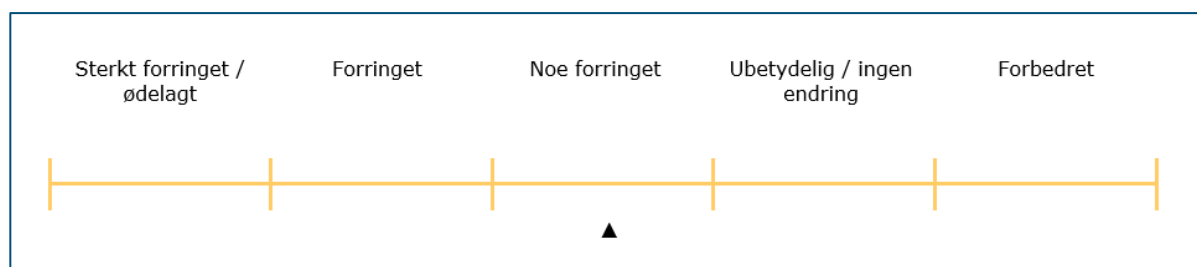 Sterkt forringet /
ødelagt
Forringet
Noe forringet
Ubetydelig / ingen
endring
Forbedret